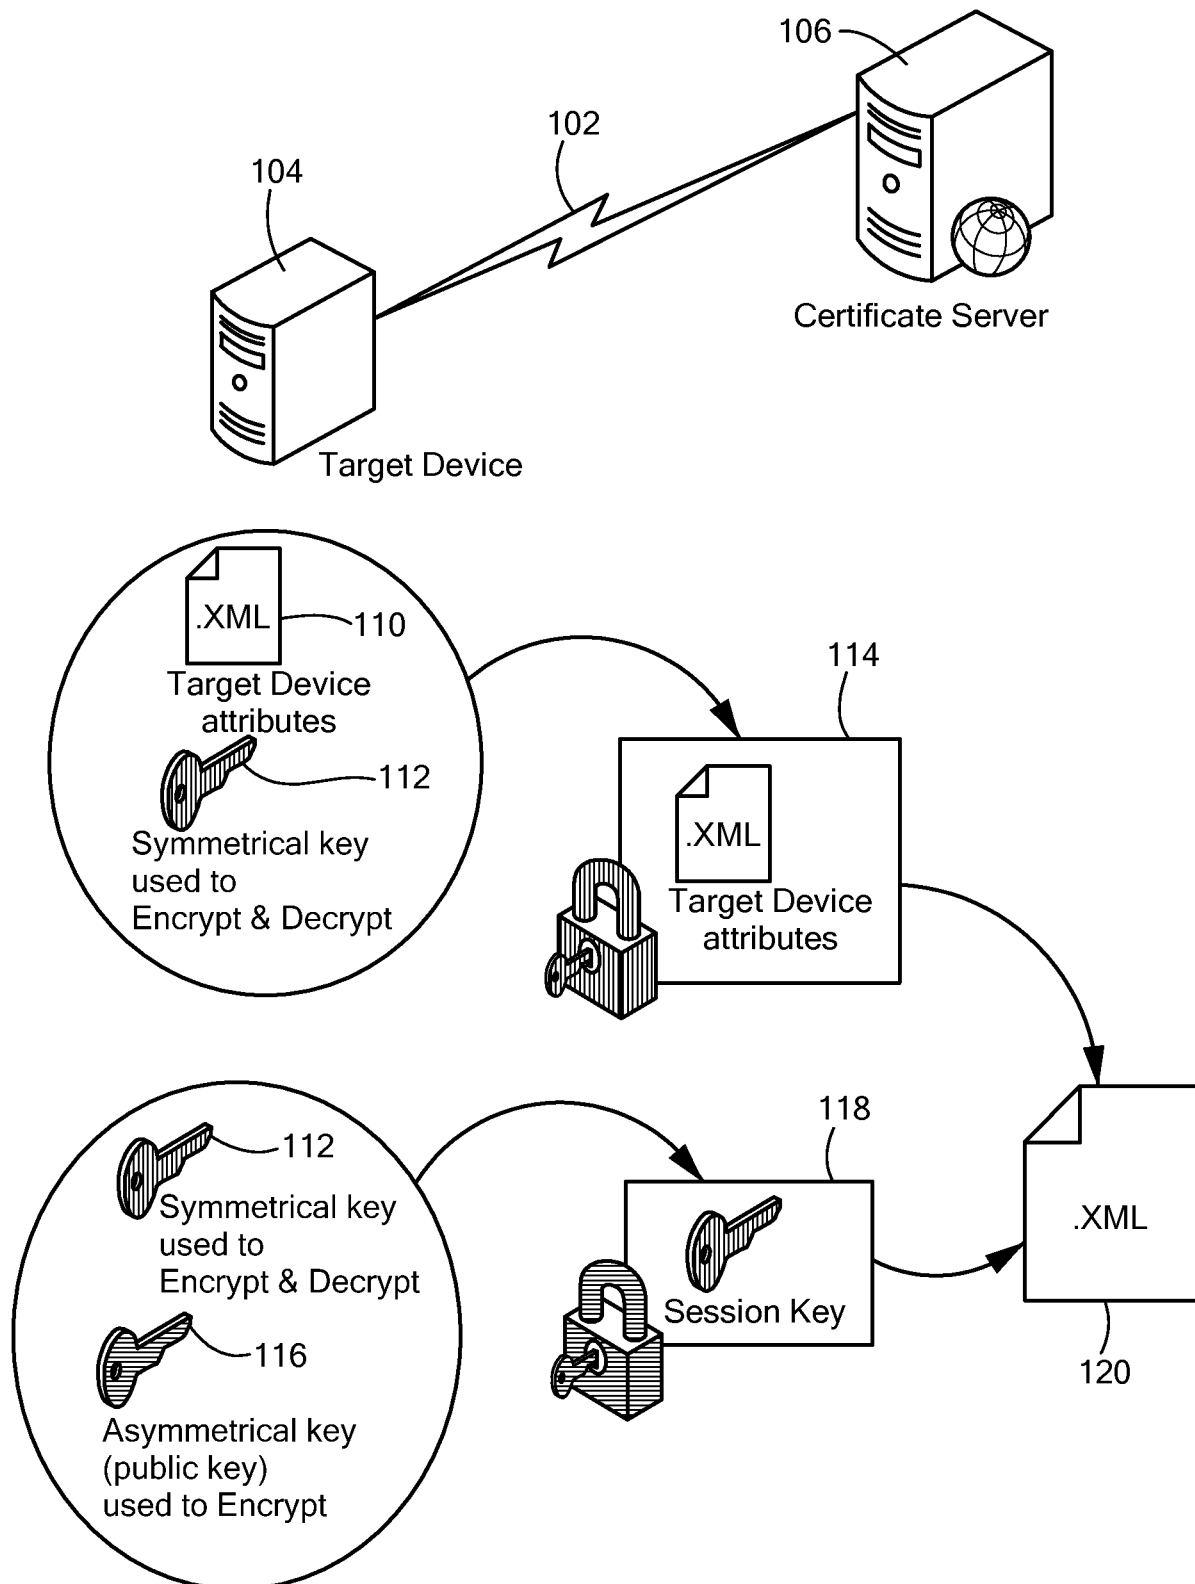 106
102
104
Certificate Server
Target Device
.XML
110
Target Device
attributes
112
Symmetrical key
used to
Encrypt & Decrypt
114
.XML
Target Device
attributes
112
Symmetrical key
used to
Encrypt & Decrypt
116
Asymmetrical key
(public key)
used to Encrypt
118
Session Key
.XML
120